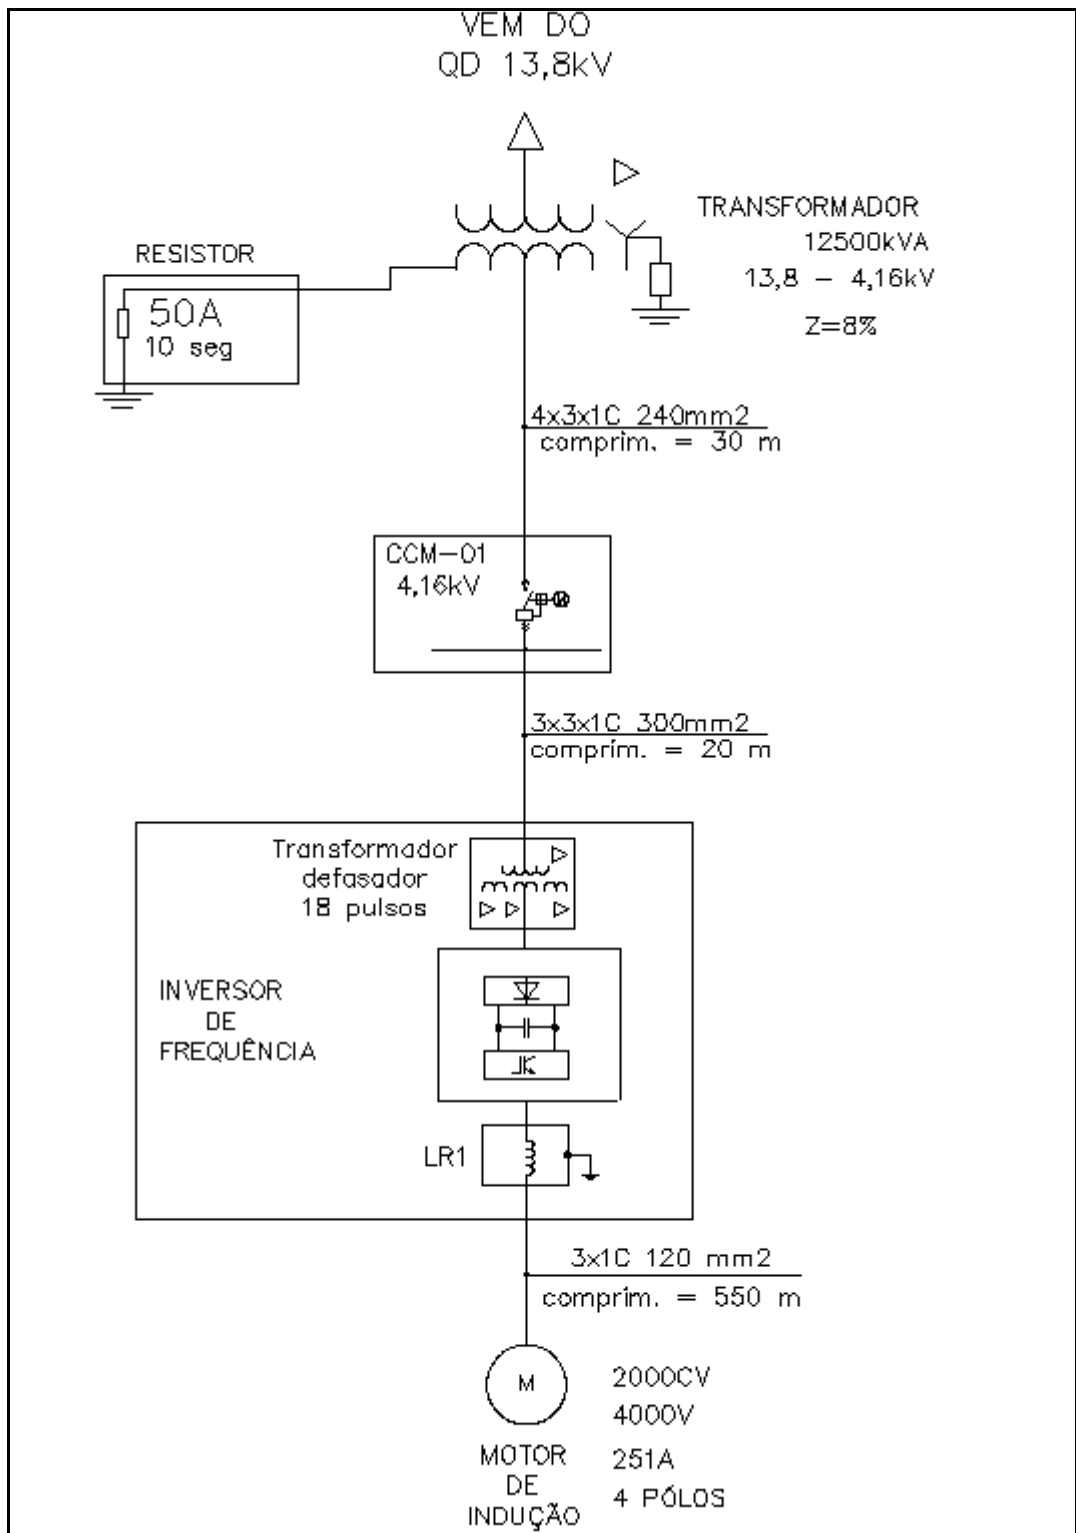 VEM DO
QD 13,8kV
TRANSFORMADOR
12500kVA
13,8 – 4,16kV
Z=8%
RESISTOR
50A
10 seg
4x3x1C 240mm2
comprim. = 30 m
CCM-01
4,16kV
3x3x1C 300mm2
comprim. = 20 m
Transformador
defasador
18 pulsos
INVERSOR
DE
FREQUÊNCIA
LR1
3x1C 120 mm2
comprim. = 550 m
M
2000CV
4000V
251A
4 PÓLOS
MOTOR
DE
INDUÇÃO